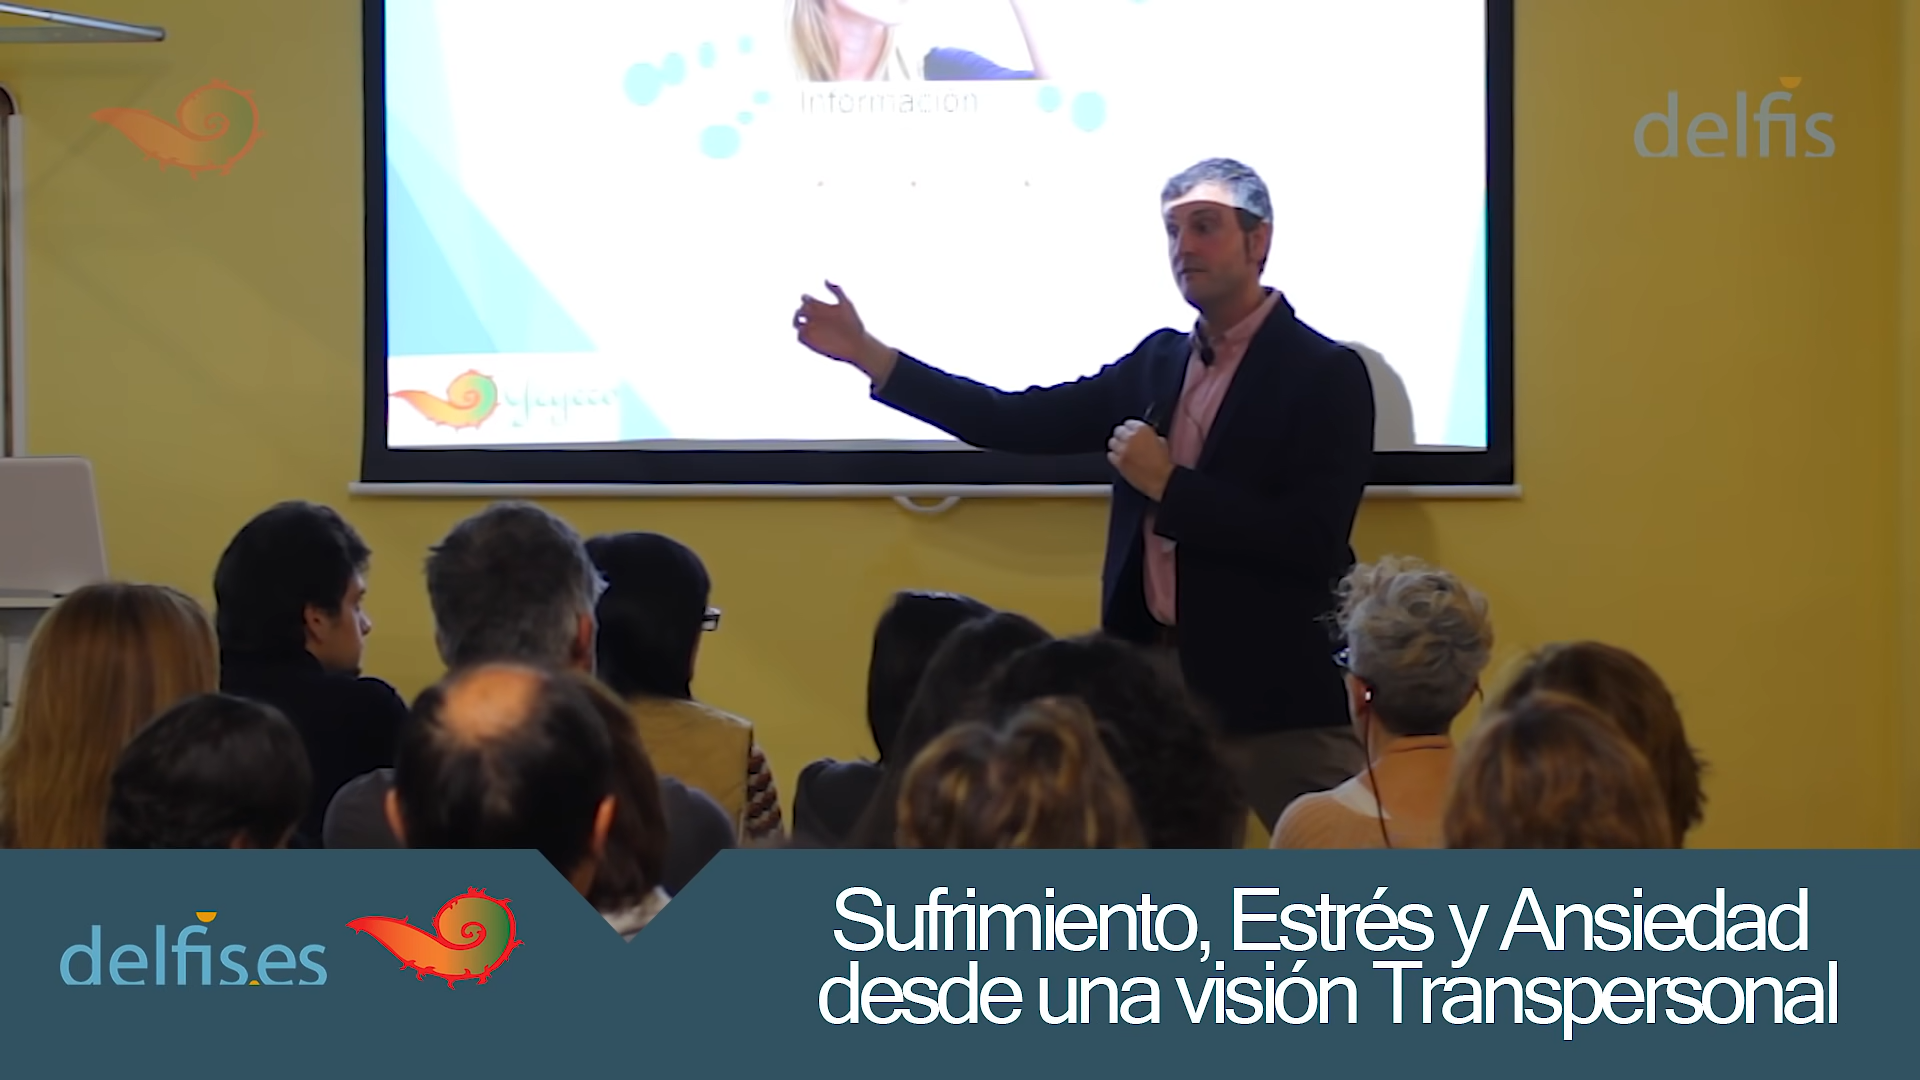 Información
delfis
delfis.es
Sufrimiento, Estrés y Ansiedad
desde una visión Transpersonal